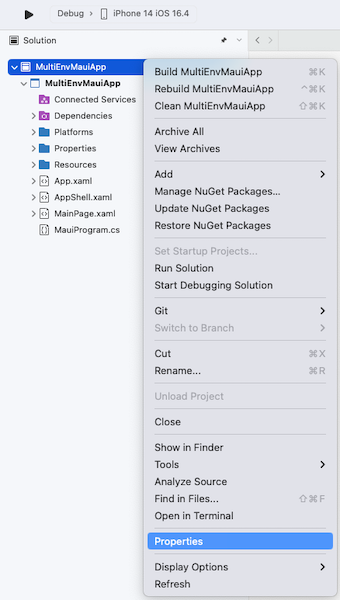 Debug › iPhone 14 iOS 16.4
Solution
MultiEnvMauiApp
MultiEnvMauiApp
Connected Services
Dependencies
Platforms
Properties
Resources
App.xaml
AppShell.xaml
MainPage.xaml
MauiProgram.cs
Build MultiEnvMauiApp ⌘K
Rebuild MultiEnvMauiApp ^⌘K
Clean MultiEnvMauiApp ⇧⌘K
Archive All
View Archives
Add
Manage NuGet Packages...
Update NuGet Packages
Restore NuGet Packages
Set Startup Projects...
Run Solution
Start Debugging Solution
Git
Switch to Branch
Cut ⌘X
Rename... ⌘R
Unload Project
Close
Show in Finder
Tools
Analyze Source
Find in Files... ⇧⌘F
Open in Terminal
Properties
Display Options
Refresh